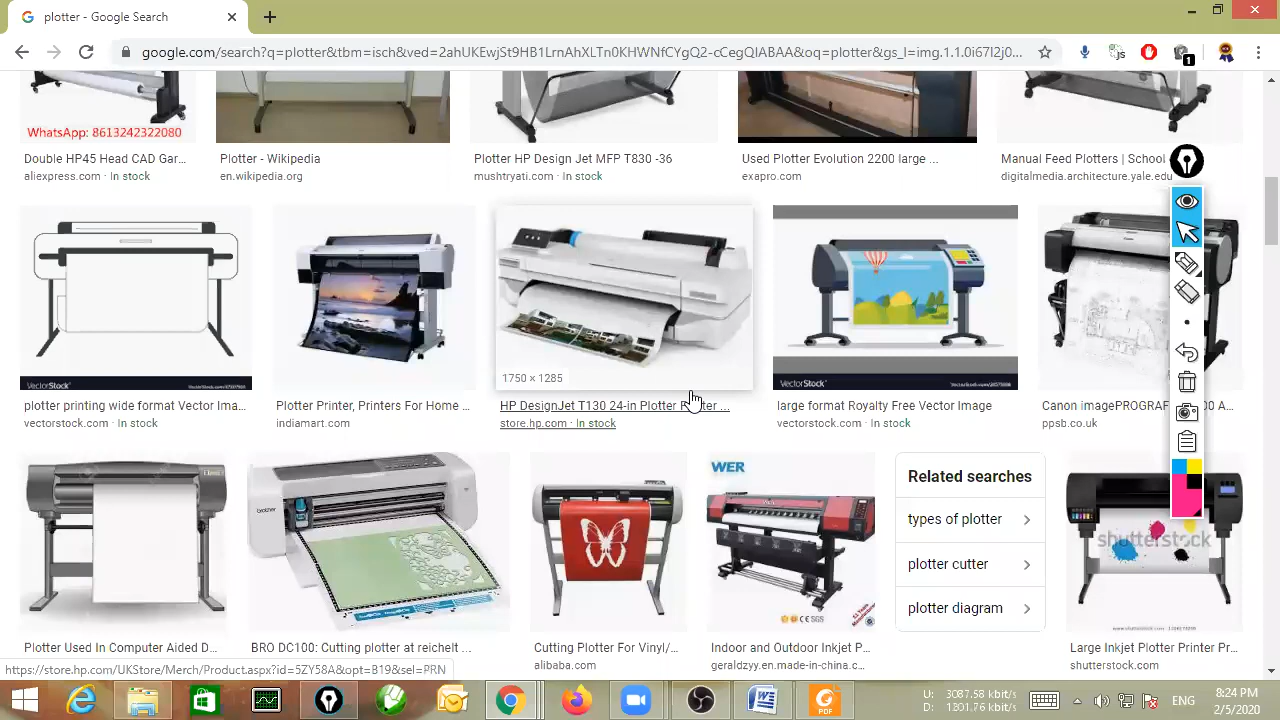 plotter - Google Search
google.com/search?q=plotter&tbm=isch&ved=2ahUKEwjSt9HB1LrnAhXLTn0KHWNfCYgQ2-cCegQIABAA&oq=plotter&gs_l=img.1.1.0i67l2j0...
WhatsApp: 8613242322080
Double HP45 Head CAD Gar...
aliexpress.com · In stock
Plotter - Wikipedia
en.wikipedia.org
Plotter HP Design Jet MFP T830 -36
mustryati.com · In stock
Used Plotter Evolution 2200 large ...
exapro.com
Manual Feed Plotters | School
digitalmedia.architecture.yale.edu
VectorStock
plotter printing wide format Vector Ima...
vectorstock.com · In stock
Plotter Printer, Printers For Home ...
indiamart.com
1750 × 1285
HP DesignJet T130 24-in Plotter Printer ...
store.hp.com · In stock
VectorStock
large format Royalty Free Vector Image
vectorstock.com · In stock
Canon imagePROGRAF
ppsb.co.uk
Plotter Used In Computer Aided D...
brother
BRO DC100: Cutting plotter at reichelt ...
Cutting Plotter For Vinyl/...
alibaba.com
WER
Indoor and Outdoor Inkjet P...
geraldzyy.en.made-in-china.c...
Related searches
types of plotter
plotter cutter
plotter diagram
shutterstock
Large Inkjet Plotter Printer Pr...
shutterstock.com
https://store.hp.com/UKStore/Merch/Product.aspx?id=5ZY58A&opt=B19&sel=PRN
U: 3087.58 kbit/s
D: 1201.76 kbit/s
ENG
8:24 PM
2/5/2020